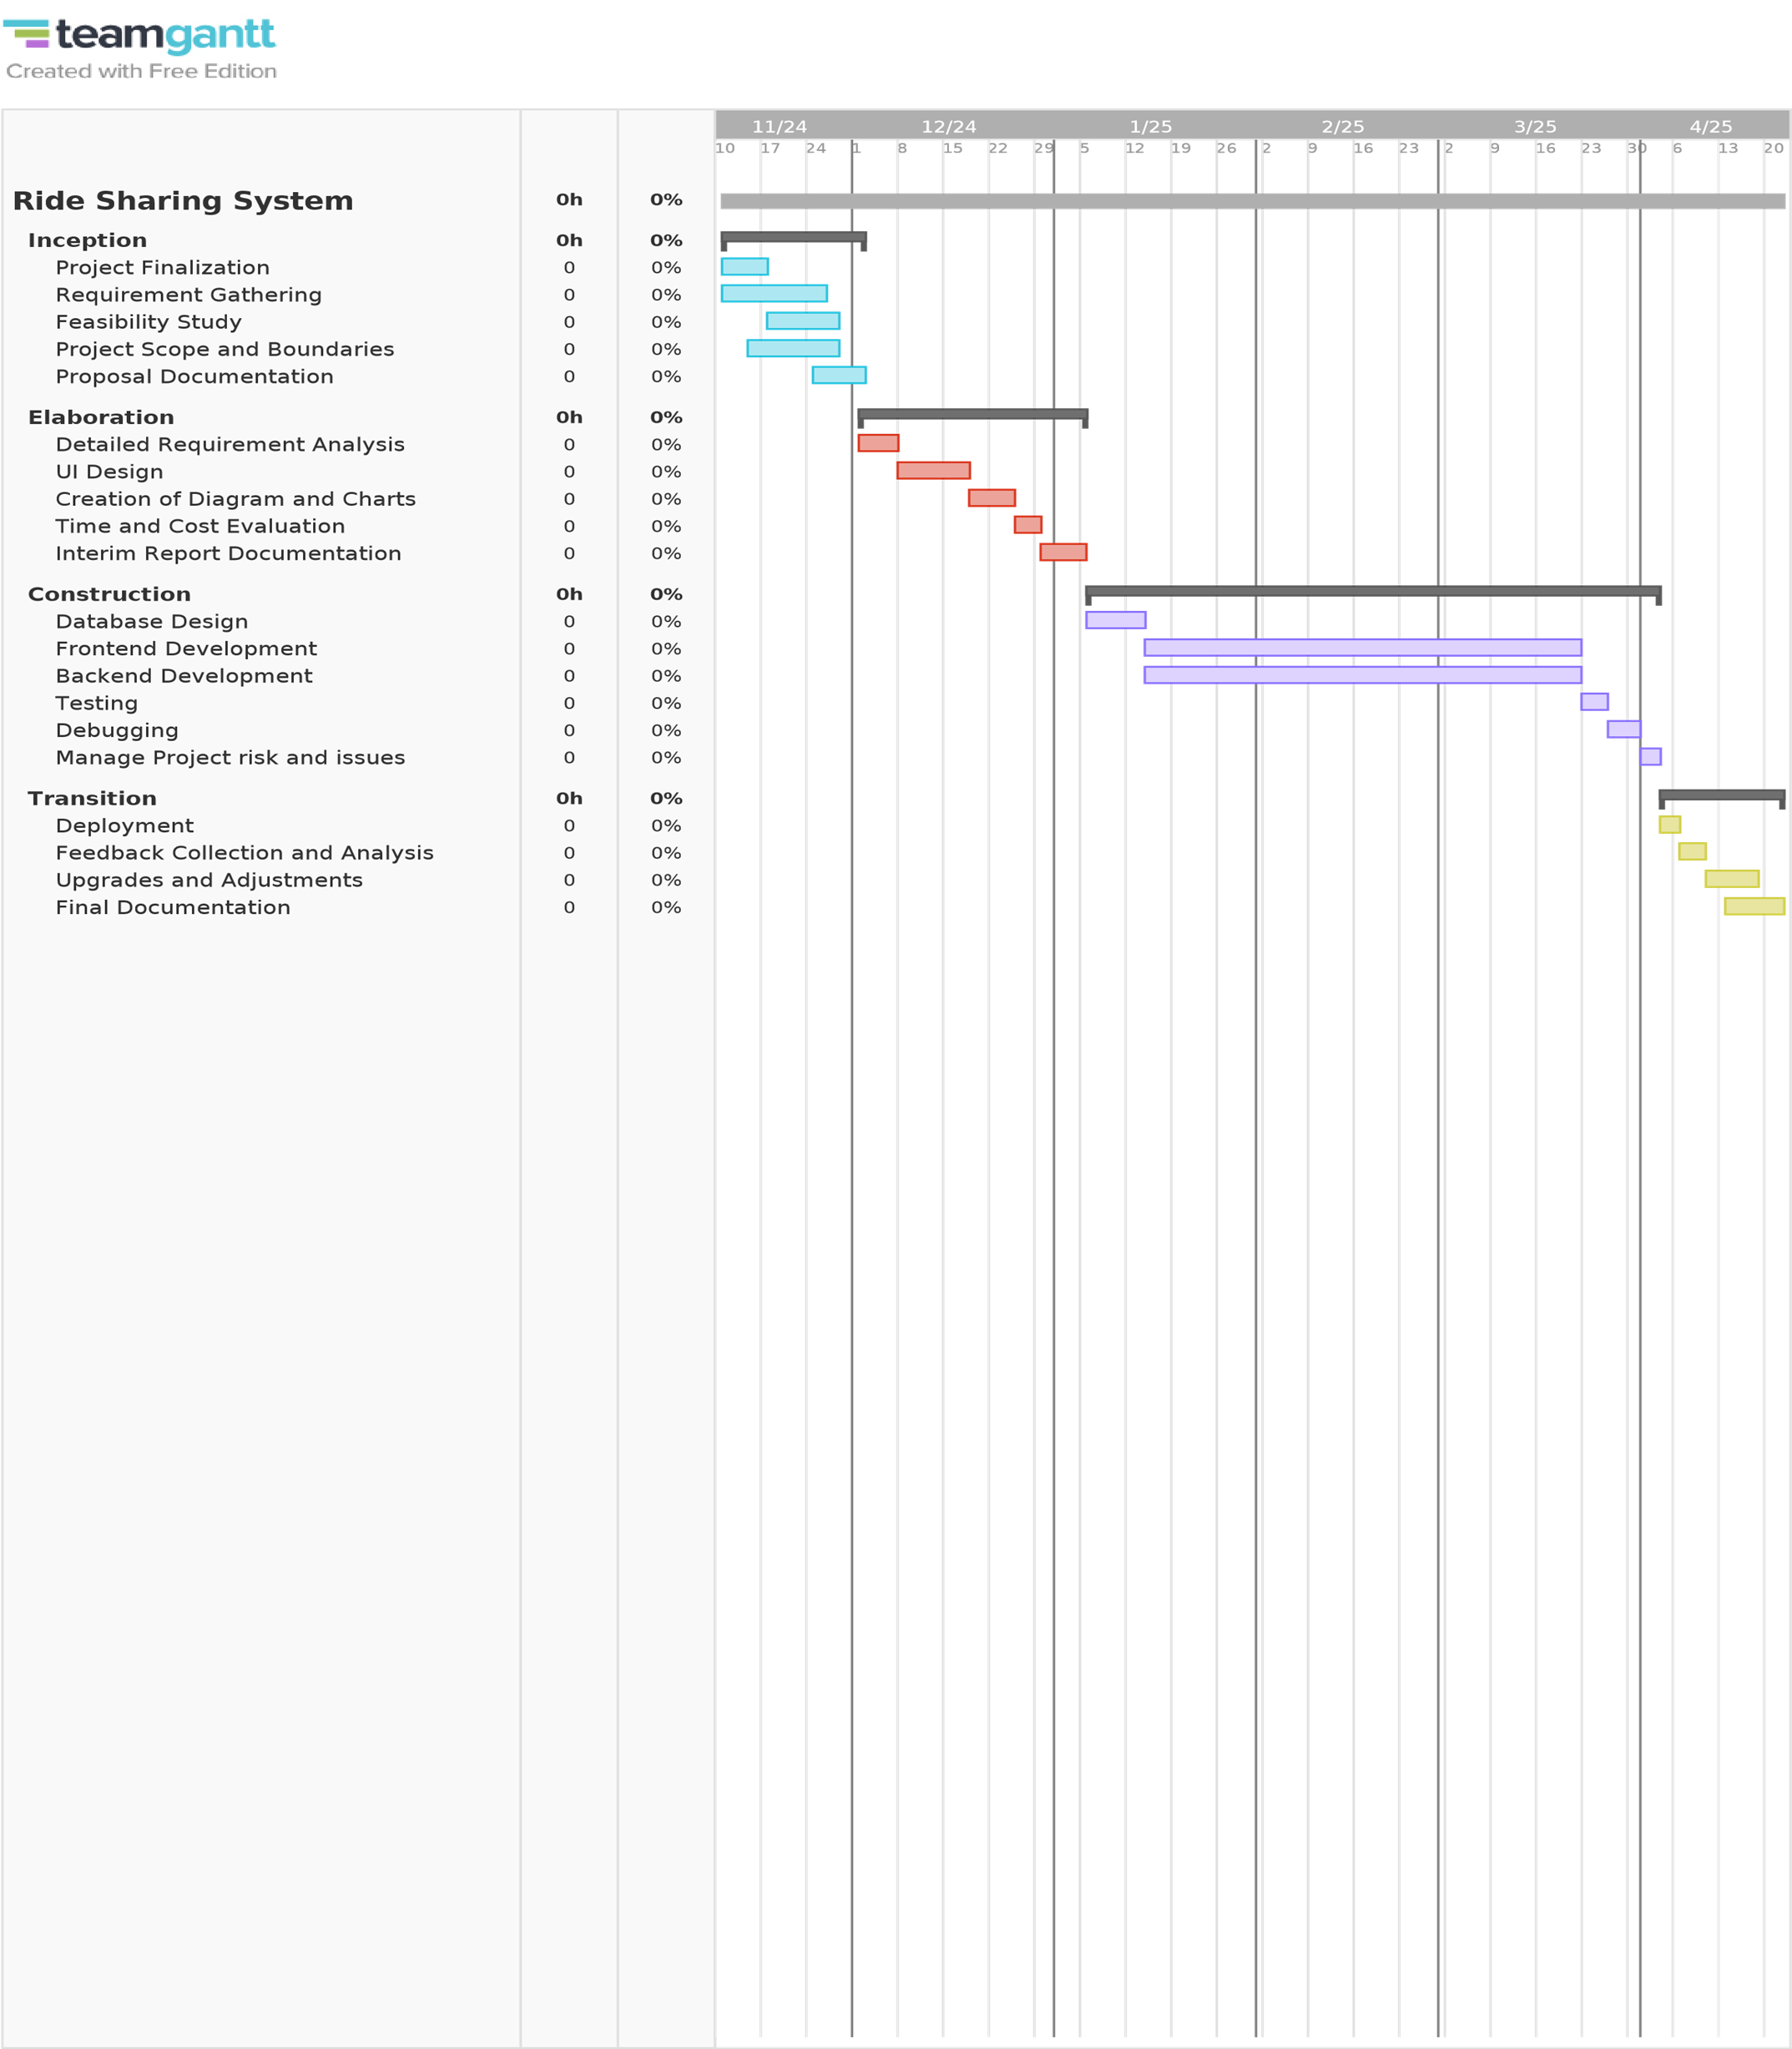 teamgantt
Created with Free Edition
11/24 12/24 1/25 2/25 3/25 4/25
10 17 24 1 8 15 22 29 5 12 19 26 2 9 16 23 2 9 16 23 30 6 13 20
Ride Sharing System 0h 0%
Inception 0h 0%
Project Finalization 0 0%
Requirement Gathering 0 0%
Feasibility Study 0 0%
Project Scope and Boundaries 0 0%
Proposal Documentation 0 0%
Elaboration 0h 0%
Detailed Requirement Analysis 0 0%
UI Design 0 0%
Creation of Diagram and Charts 0 0%
Time and Cost Evaluation 0 0%
Interim Report Documentation 0 0%
Construction 0h 0%
Database Design 0 0%
Frontend Development 0 0%
Backend Development 0 0%
Testing 0 0%
Debugging 0 0%
Manage Project risk and issues 0 0%
Transition 0h 0%
Deployment 0 0%
Feedback Collection and Analysis 0 0%
Upgrades and Adjustments 0 0%
Final Documentation 0 0%